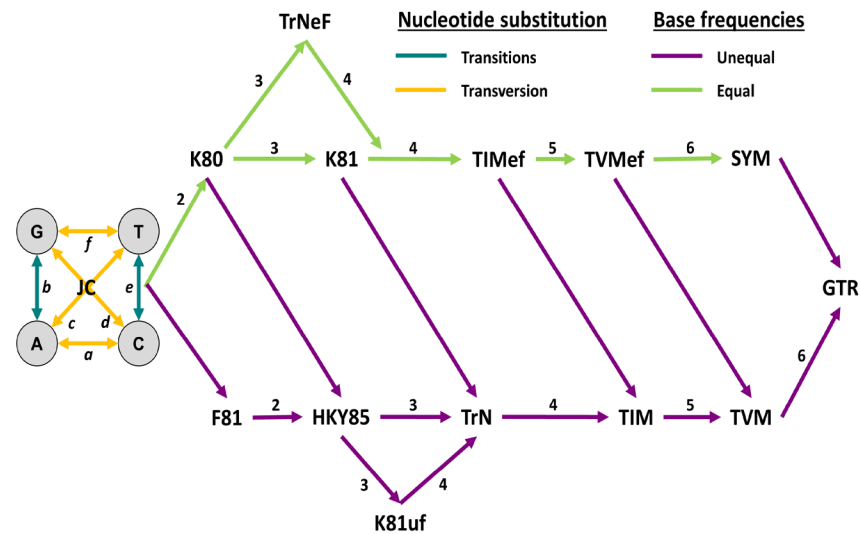 TrNeF
Nucleotide substitution
Transitions
Transversion
Base frequencies
Unequal
Equal
3
4
K80
3
K81
4
TIMef
5
TVMef
6
SYM
2
G
f
T
b
JC
e
c
d
A
a
C
GTR
6
F81
2
HKY85
3
TrN
4
TIM
5
TVM
3
4
K81uf